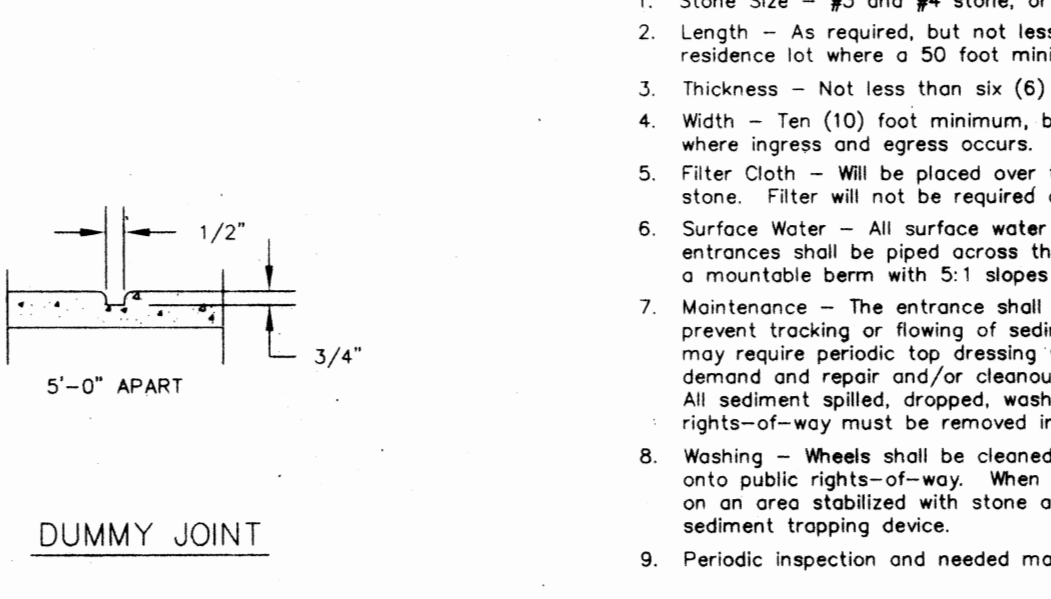 1/2"
3/4"
5'-0" APART
DUMMY JOINT
1. Stone Size - #3 and #4 stone, or
2. Length - As required, but not less
residence lot where a 50 foot mini
3. Thickness - Not less than six (6)
4. Width - Ten (10) foot minimum, b
where ingress and egress occurs.
5. Filter Cloth - Will be placed over
stone. Filter will not be required
6. Surface Water - All surface water
entrances shall be piped across th
a mountable berm with 5:1 slopes
7. Maintenance - The entrance shall
prevent tracking or flowing of sedi
may require periodic top dressing
demand and repair and/or cleanou
All sediment spilled, dropped, wash
rights-of-way must be removed i
8. Washing - Wheels shall be cleaned
onto public rights-of-way. When
on an area stabilized with stone a
sediment trapping device.
9. Periodic inspection and needed ma